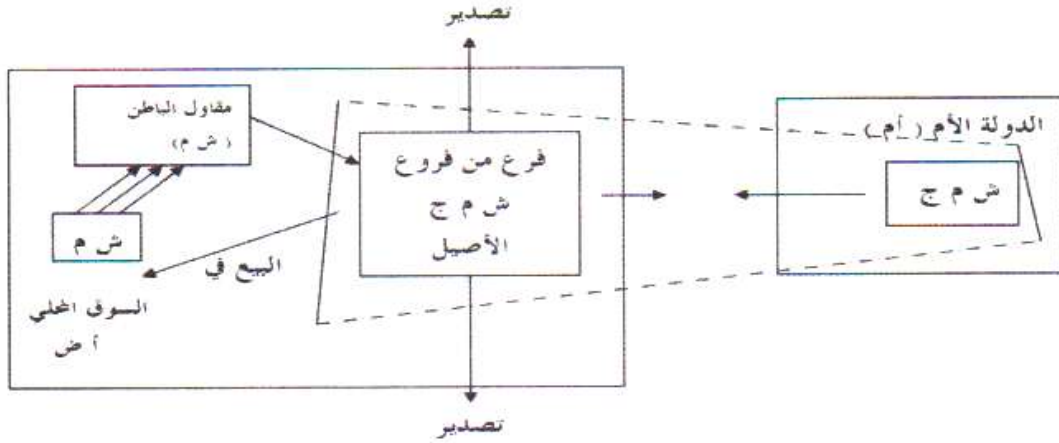 تصدير
الدولة الأم (أم)
ش م ج
مقاول الباطن
(ش م)
فرع من فروع
ش م ج
الأصيل
ش م
البيع في
السوق المحلي
أ ض
تصدير